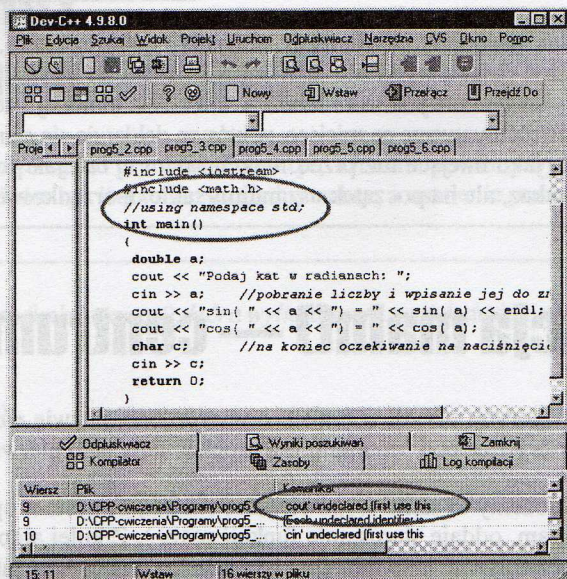 Dev-C++ 4.9.8.0
Plik Edycja Szukaj Widok Projekt Uruchom Odpluskwiacz Narzędzia CVS Okno Pomoc
Nowy Wstaw Przełącz Przejdź Do
Proje prog5_2.cpp prog5_3.cpp prog5_4.cpp prog5_5.cpp prog5_6.cpp
#include <iostream>
#include <math.h>
//using namespace std;
int main()
{
double a;
cout << "Podaj kat w radianach: ";
cin >> a; //pobranie liczby i wpisanie jej do
cout << "sin( " << a << ") = " << sin( a) << endl;
cout << "cos( " << a << ") = " << cos( a);
char c; //na koniec oczekiwanie na naciśnięci
cin >> c;
return 0;
}
Odpluskwiacz Wyniki poszukiwań Zamknij
Kompilator Zasoby Log kompilacji
Wiersz Plik Komunikat
9 D:\CPP-cwiczenia\Programy\prog5_... 'cout' undeclared (first use this
9 D:\CPP-cwiczenia\Programy\prog5_... (Each undeclared identifier is
10 D:\CPP-cwiczenia\Programy\prog5_... 'cin' undeclared (first use this
15: 11 Wstaw 16 wierszy w pliku